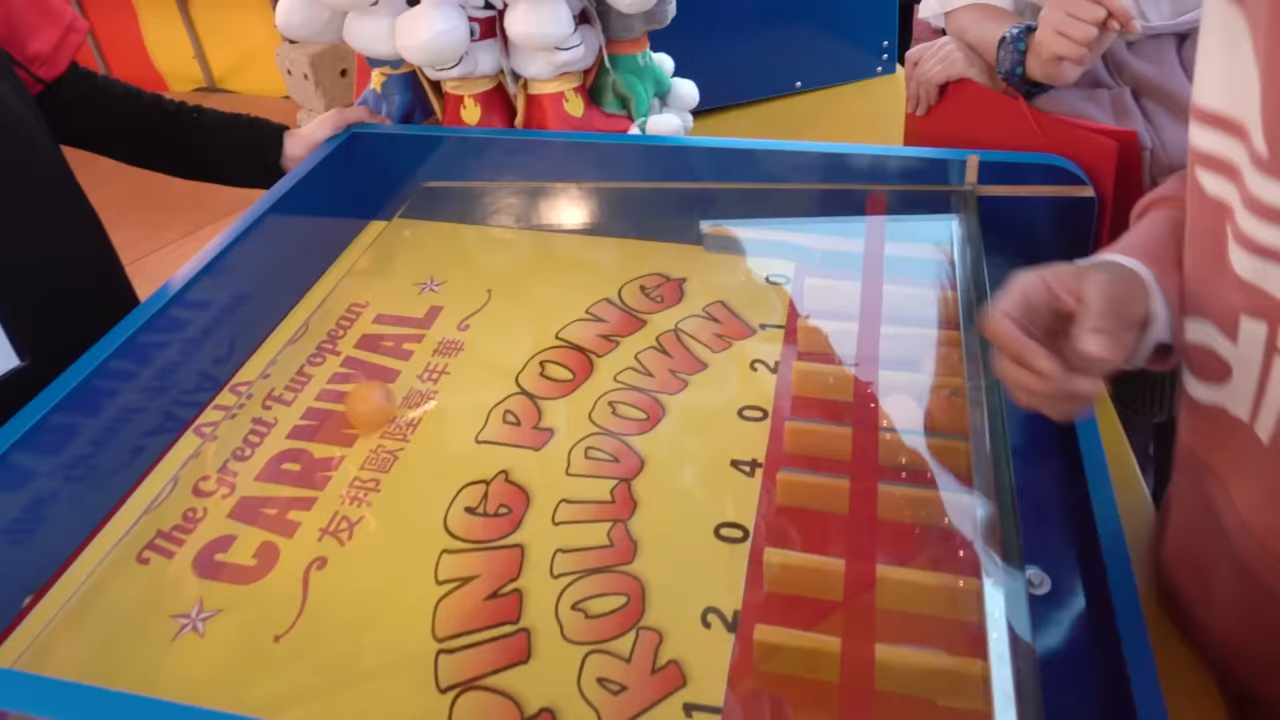 The Great European
CARNIVAL
友邦歐陸嘉年華
PING PONG
ROLLDOWN
0
1
2
0
4
0
2
1